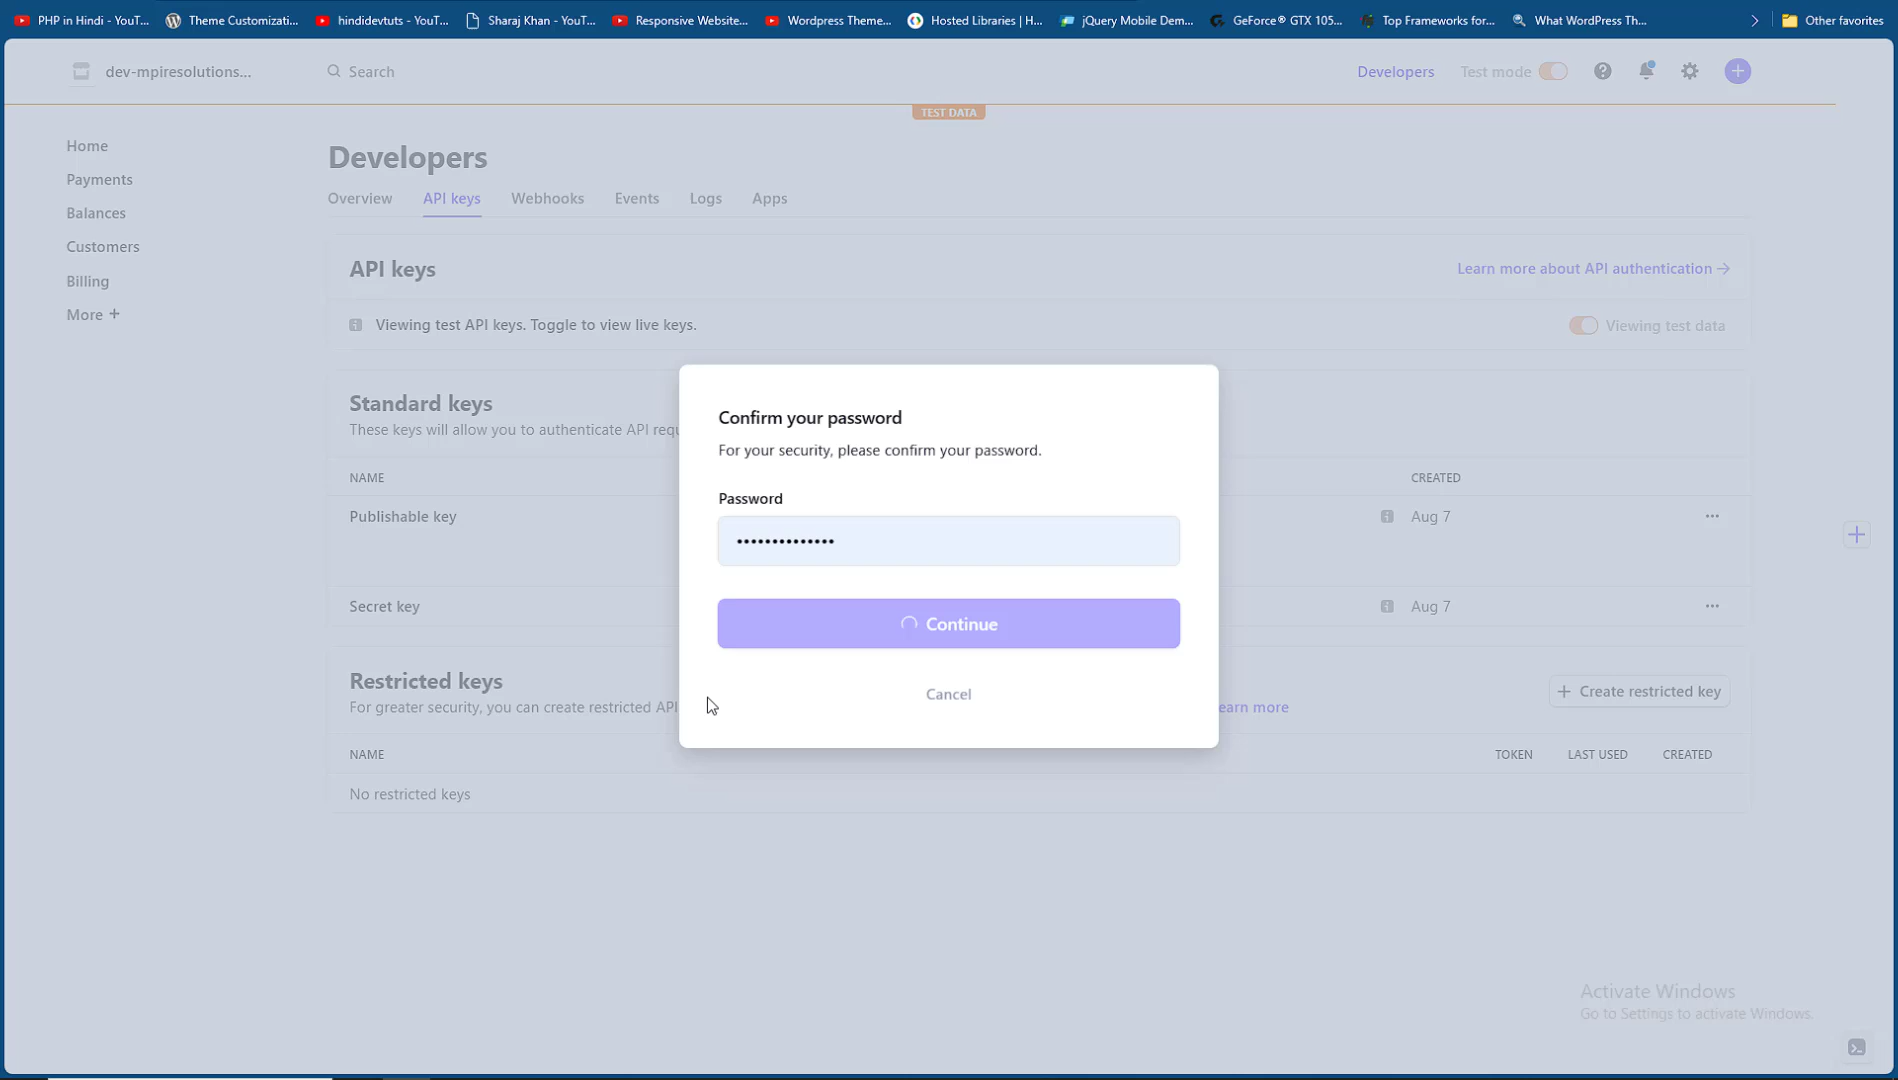 PHP in Hindi - YouT...
Theme Customizati...
hindidevtuts - YouT...
Sharaj Khan - YouT...
Responsive Website...
Wordpress Theme...
Hosted Libraries | H...
jQuery Mobile Dem...
GeForce® GTX 105...
Top Frameworks for...
What WordPress Th...
Other favorites
dev-mpiresolutions...
Search
Developers
Test mode
TEST DATA
Home
Payments
Balances
Customers
Billing
More +
Developers
Overview
API keys
Webhooks
Events
Logs
Apps
API keys
Learn more about API authentication →
Viewing test API keys. Toggle to view live keys.
Viewing test data
Standard keys
These keys will allow you to authenticate API requ
NAME
CREATED
Publishable key
Aug 7
Secret key
Aug 7
Confirm your password
For your security, please confirm your password.
Password
••••••••••••••
Continue
Cancel
Restricted keys
For greater security, you can create restricted API
earn more
+ Create restricted key
NAME
TOKEN
LAST USED
CREATED
No restricted keys
Activate Windows
Go to Settings to activate Windows.